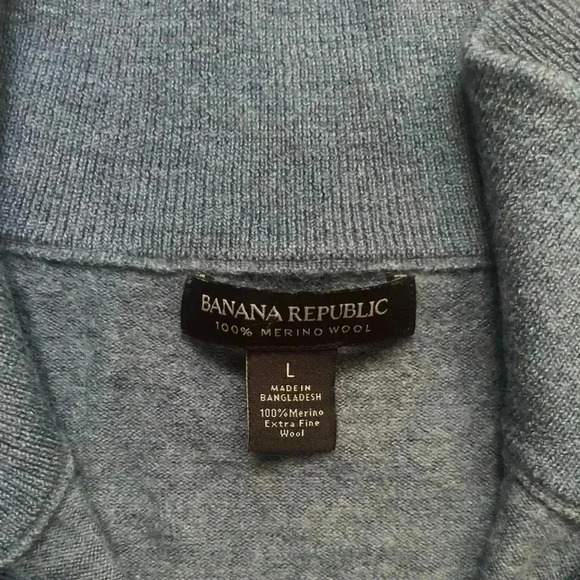 BANANA REPUBLIC
100% MERINO WOOL
L
MADE IN
BANGLADESH
100% Merino
Extra Fine
Wool